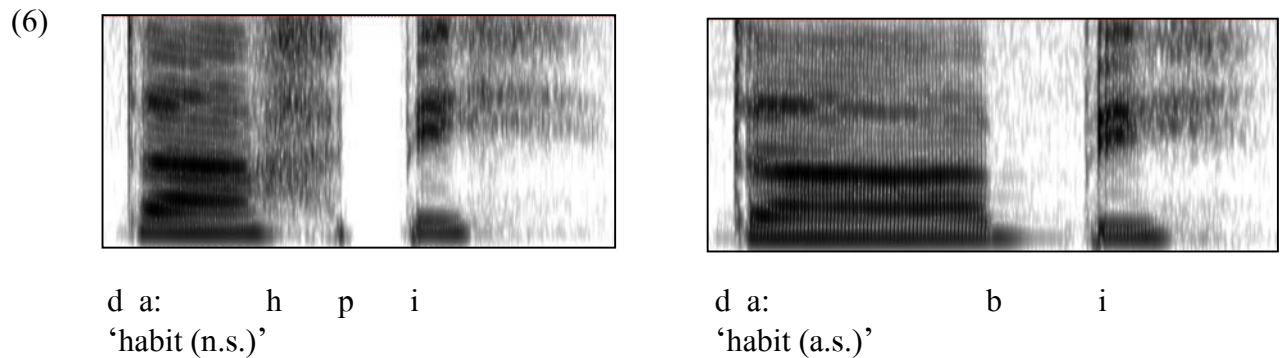 (6)
d a: h p i d a: b i
‘habit (n.s.)’ ‘habit (a.s.)’